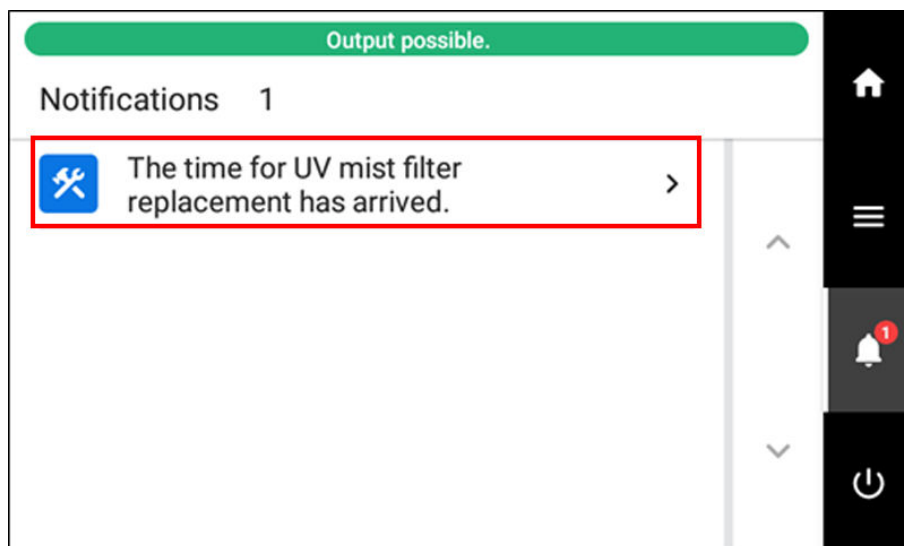 Output possible.
Notifications 1
The time for UV mist filter
replacement has arrived.
1